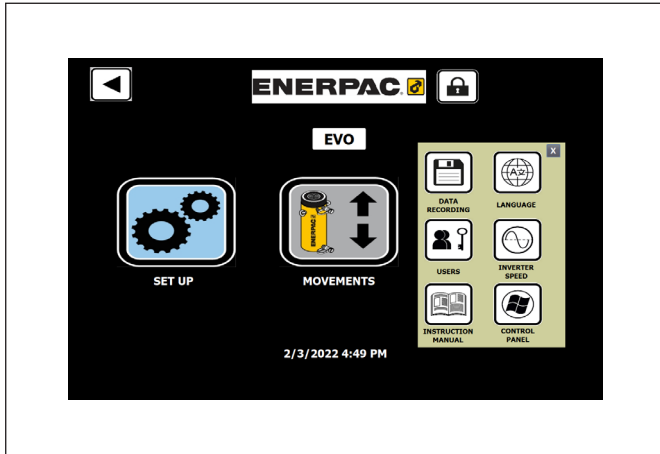 ENERPAC
EVO
X
DATA
RECORDING
LANGUAGE
USERS
INVERTER
SPEED
SET UP
ENERPAC
MOVEMENTS
INSTRUCTION
MANUAL
CONTROL
PANEL
2/3/2022 4:49 PM